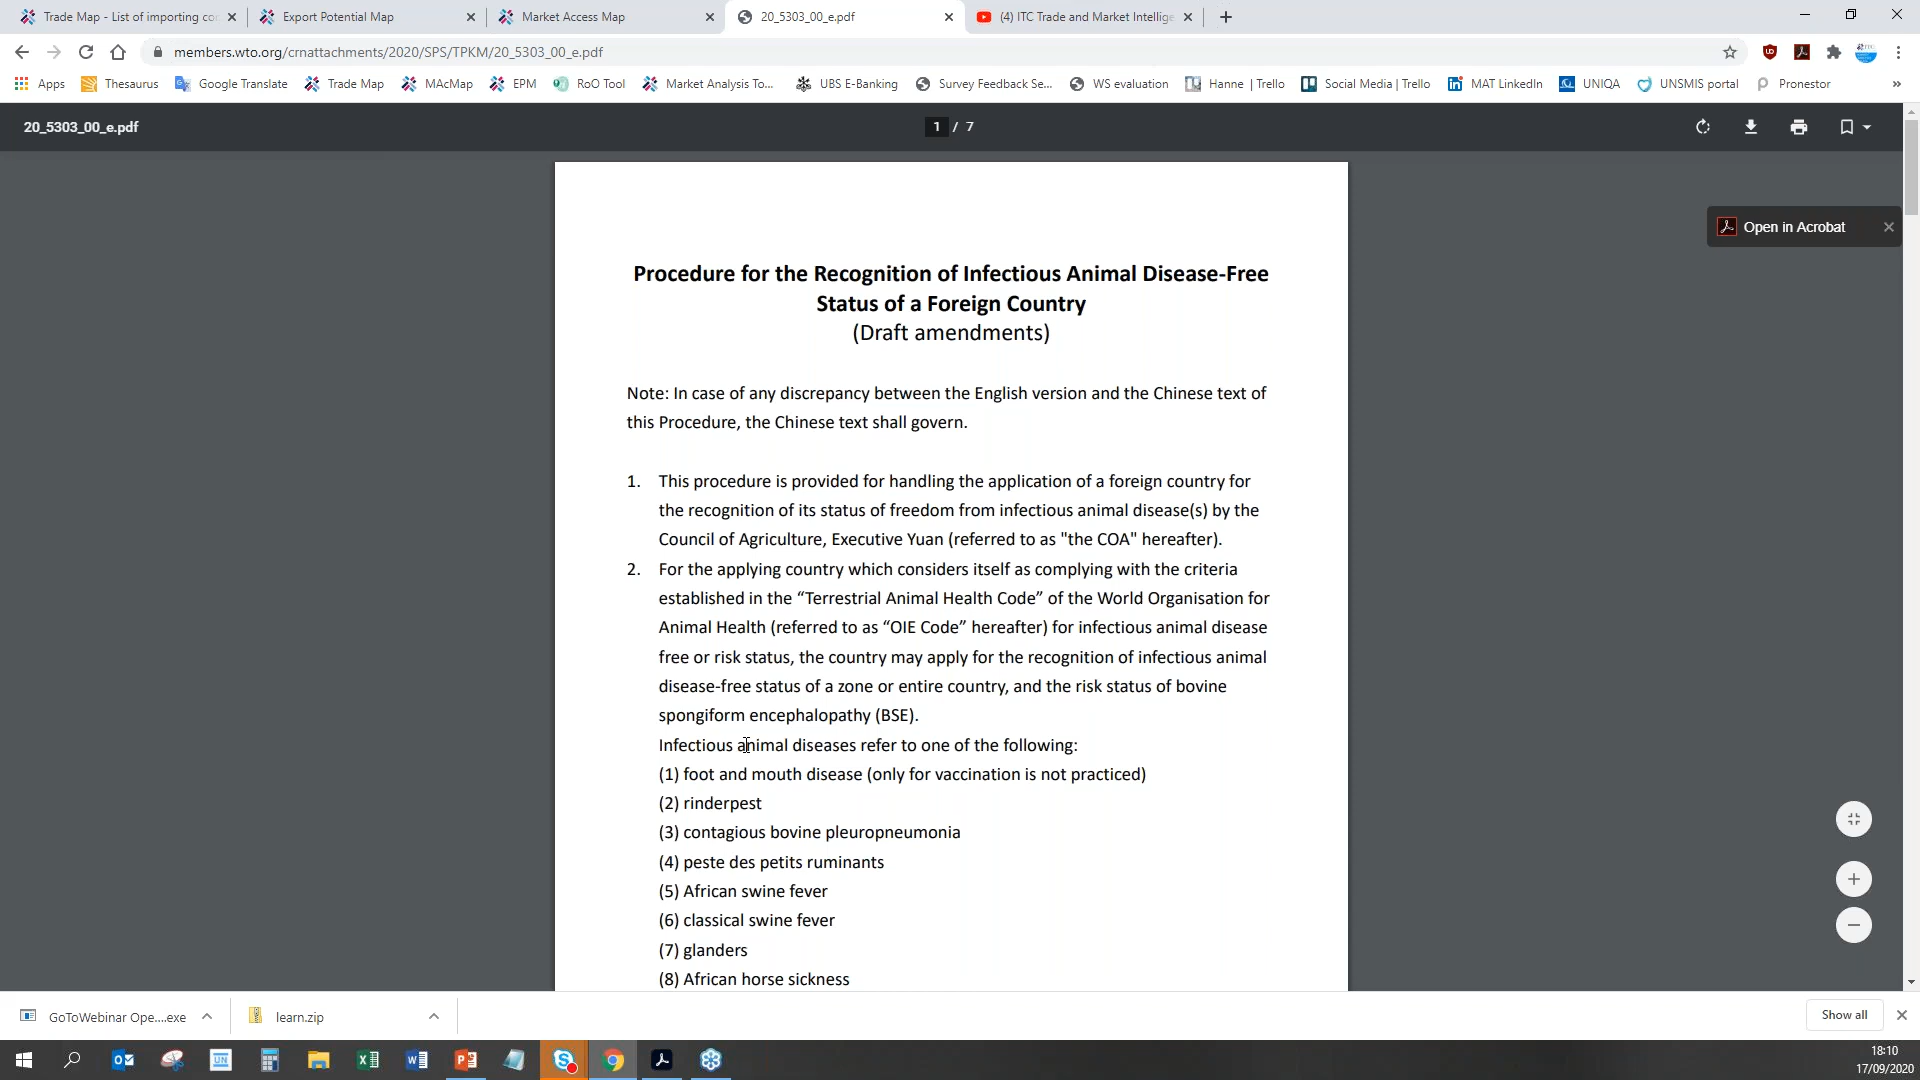 Trade Map - List of importing co
Export Potential Map
Market Access Map
20_5303_00_e.pdf
(4) ITC Trade and Market Intellige
members.wto.org/crnattachments/2020/SPS/TPKM/20_5303_00_e.pdf
Apps
Thesaurus
Google Translate
Trade Map
MAcMap
EPM
RoO Tool
Market Analysis To...
UBS E-Banking
Survey Feedback Se...
WS evaluation
Hanne | Trello
Social Media | Trello
MAT LinkedIn
UNIQA
UNSMIS portal
Pronestor
20_5303_00_e.pdf
1 / 7
Open in Acrobat
Procedure for the Recognition of Infectious Animal Disease-Free
Status of a Foreign Country
(Draft amendments)
Note: In case of any discrepancy between the English version and the Chinese text of
this Procedure, the Chinese text shall govern.
1. This procedure is provided for handling the application of a foreign country for
the recognition of its status of freedom from infectious animal disease(s) by the
Council of Agriculture, Executive Yuan (referred to as "the COA" hereafter).
2. For the applying country which considers itself as complying with the criteria
established in the “Terrestrial Animal Health Code” of the World Organisation for
Animal Health (referred to as “OIE Code” hereafter) for infectious animal disease
free or risk status, the country may apply for the recognition of infectious animal
disease-free status of a zone or entire country, and the risk status of bovine
spongiform encephalopathy (BSE).
Infectious animal diseases refer to one of the following:
(1) foot and mouth disease (only for vaccination is not practiced)
(2) rinderpest
(3) contagious bovine pleuropneumonia
(4) peste des petits ruminants
(5) African swine fever
(6) classical swine fever
(7) glanders
(8) African horse sickness
GoToWebinar Ope....exe
learn.zip
Show all
18:10
17/09/2020